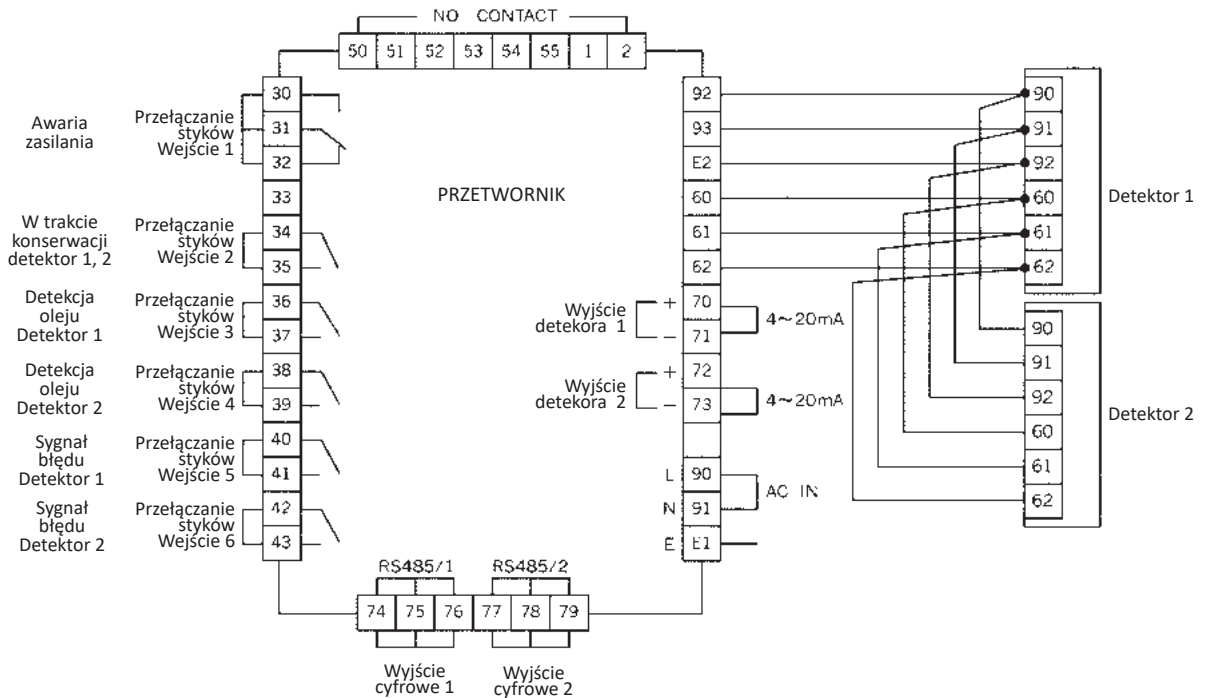 NO CONTACT
50 51 52 53 54 55 1 2
Awaria
zasilania
Przełączanie
styków
Wejście 1
30
31
32
33
W trakcie
konserwacji
detektor 1, 2
Przełączanie
styków
Wejście 2
34
35
Detekcja
oleju
Detektor 1
Przełączanie
styków
Wejście 3
36
37
Detekcja
oleju
Detektor 2
Przełączanie
styków
Wejście 4
38
39
Sygnał
błędu
Detektor 1
Przełączanie
styków
Wejście 5
40
41
Sygnał
błędu
Detektor 2
Przełączanie
styków
Wejście 6
42
43
PRZETWORNIK
92
93
E2
60
61
62
Wyjście
detekora 1
+ 70
− 71
4~20mA
Wyjście
detekora 2
+ 72
− 73
4~20mA
L 90
N 91
E E1
AC IN
90
91
92
60
61
62
Detektor 1
90
91
92
60
61
62
Detektor 2
RS485/1 RS485/2
74 75 76 77 78 79
Wyjście
cyfrowe 1
Wyjście
cyfrowe 2